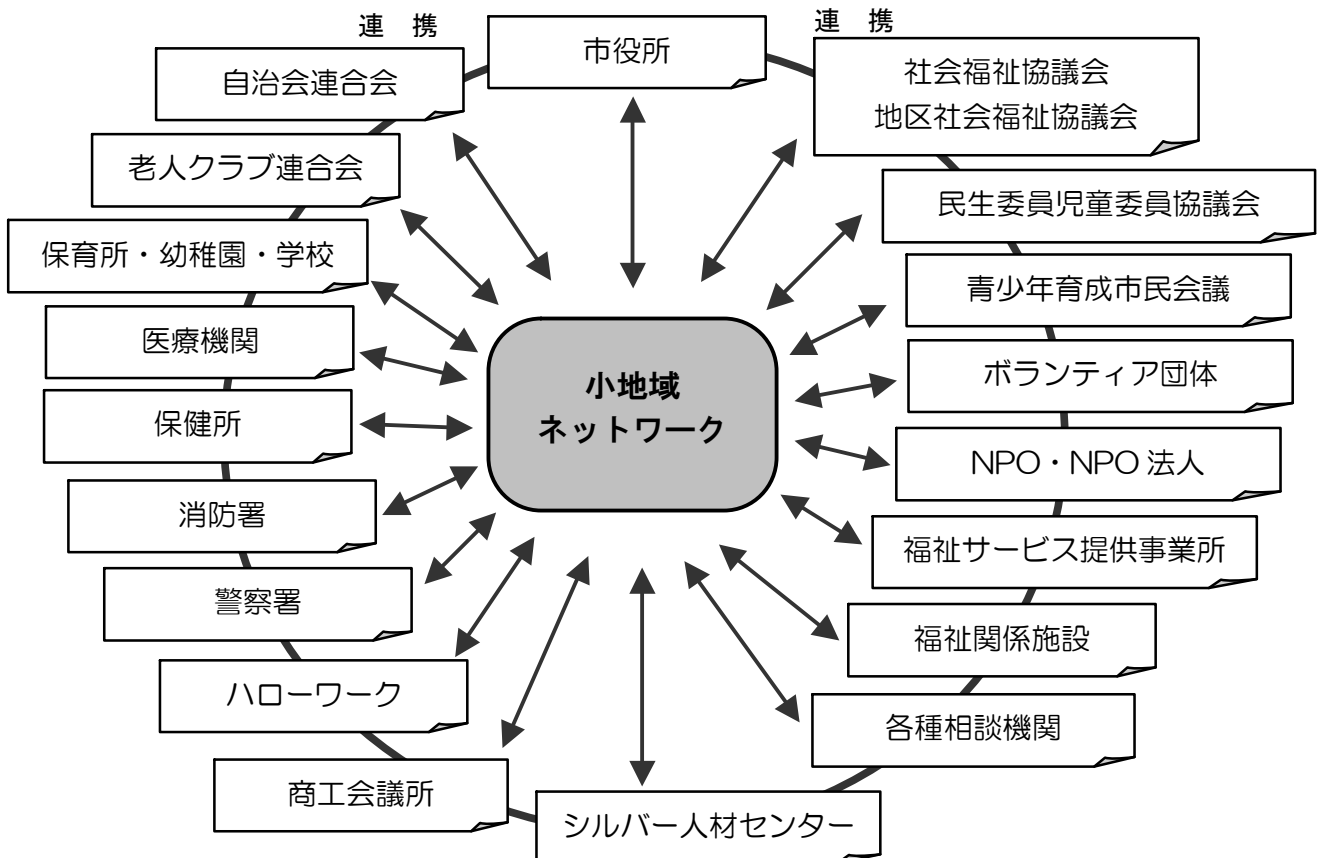 連　携
連　携
市役所
社会福祉協議会
地区社会福祉協議会
民生委員児童委員協議会
青少年育成市民会議
ボランティア団体
NPO・NPO 法人
福祉サービス提供事業所
福祉関係施設
各種相談機関
シルバー人材センター
商工会議所
ハローワーク
警察署
消防署
保健所
医療機関
保育所・幼稚園・学校
老人クラブ連合会
自治会連合会
小地域
ネットワーク